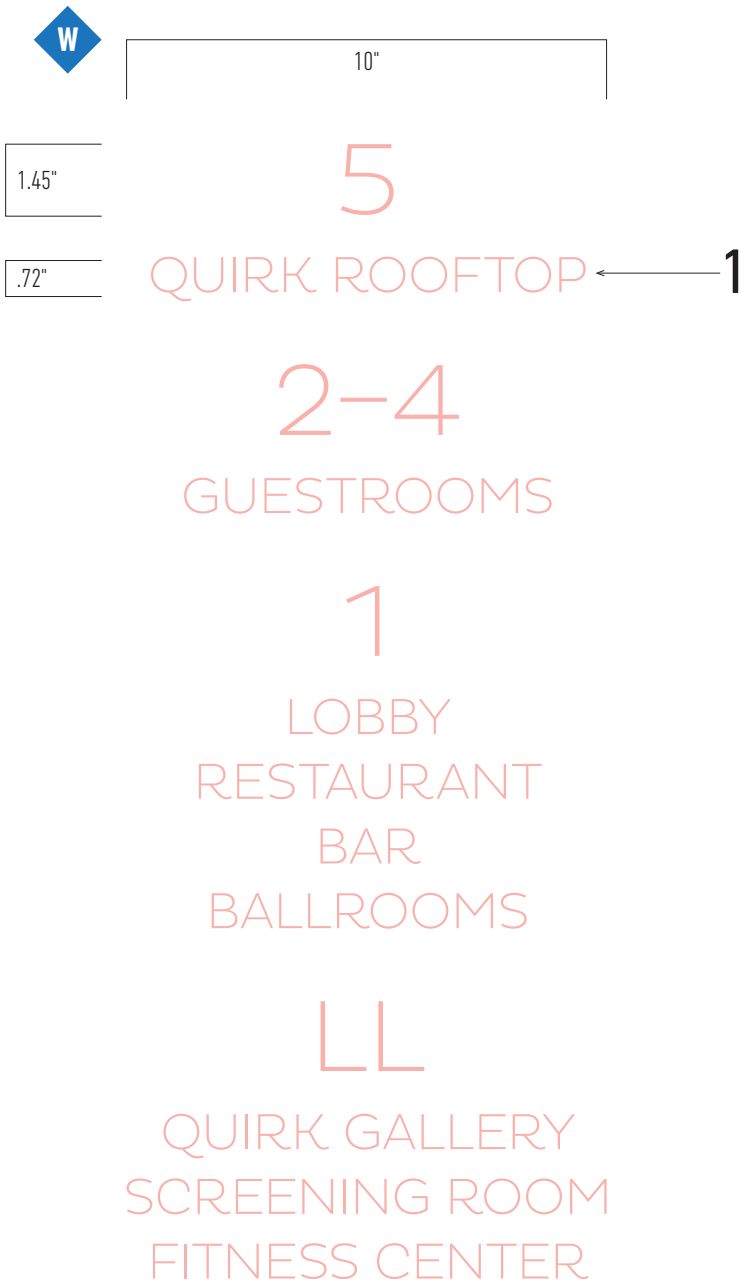 W
10"
5
1.45"
QUIRK ROOFTOP
.72"
1
2–4
GUESTROOMS
1
LOBBY
RESTAURANT
BAR
BALLROOMS
LL
QUIRK GALLERY
SCREENING ROOM
FITNESS CENTER